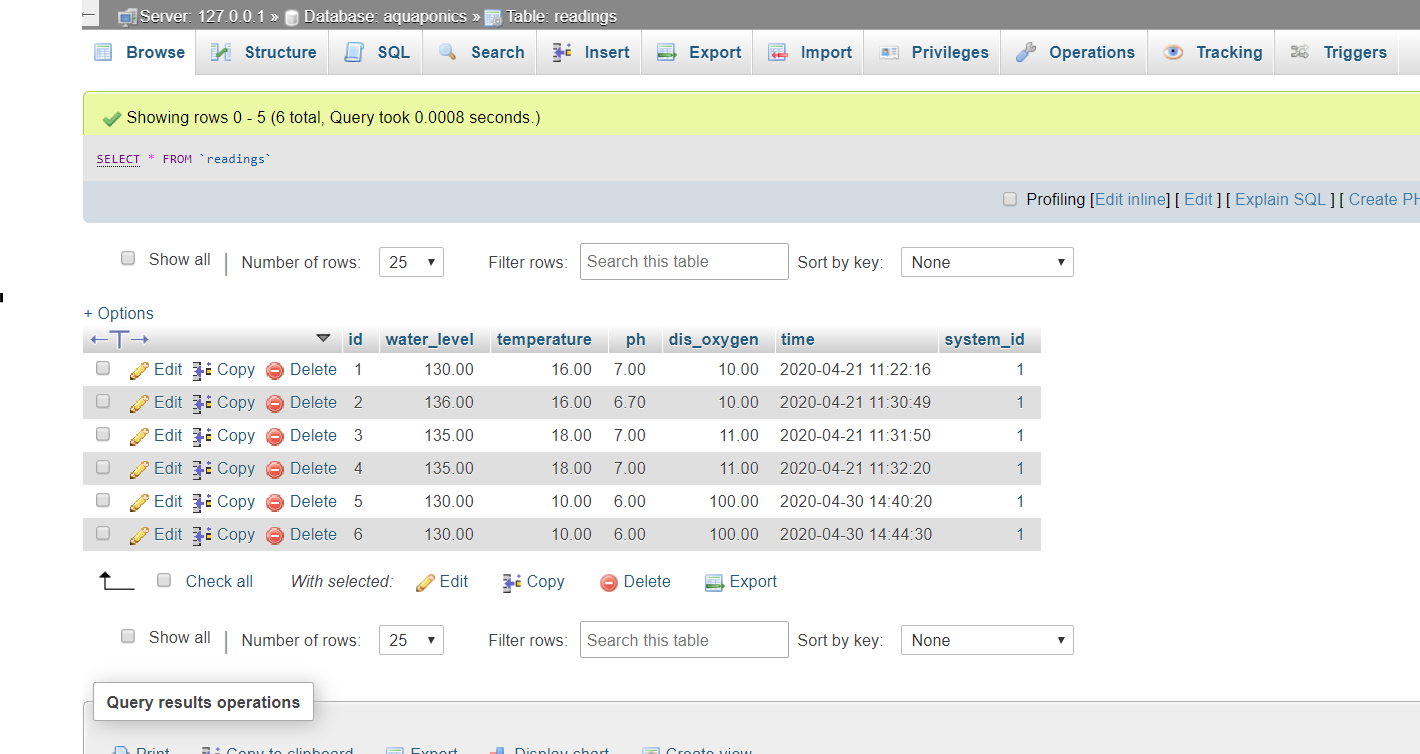 Server: 127.0.0.1 » Database: aquaponics » Table: readings
Browse Structure SQL Search Insert Export Import Privileges Operations Tracking Triggers
Showing rows 0 - 5 (6 total, Query took 0.0008 seconds.)
SELECT * FROM `readings`
Profiling [Edit inline] [ Edit ] [ Explain SQL ] [ Create PH
Show all | Number of rows: 25 Filter rows: Search this table Sort by key: None
+ Options
id water_level temperature ph dis_oxygen time system_id
Edit Copy Delete 1 130.00 16.00 7.00 10.00 2020-04-21 11:22:16 1
Edit Copy Delete 2 136.00 16.00 6.70 10.00 2020-04-21 11:30:49 1
Edit Copy Delete 3 135.00 18.00 7.00 11.00 2020-04-21 11:31:50 1
Edit Copy Delete 4 135.00 18.00 7.00 11.00 2020-04-21 11:32:20 1
Edit Copy Delete 5 130.00 10.00 6.00 100.00 2020-04-30 14:40:20 1
Edit Copy Delete 6 130.00 10.00 6.00 100.00 2020-04-30 14:44:30 1
Check all With selected: Edit Copy Delete Export
Show all | Number of rows: 25 Filter rows: Search this table Sort by key: None
Query results operations
Print Copy to clipboard Export Display chart Create view